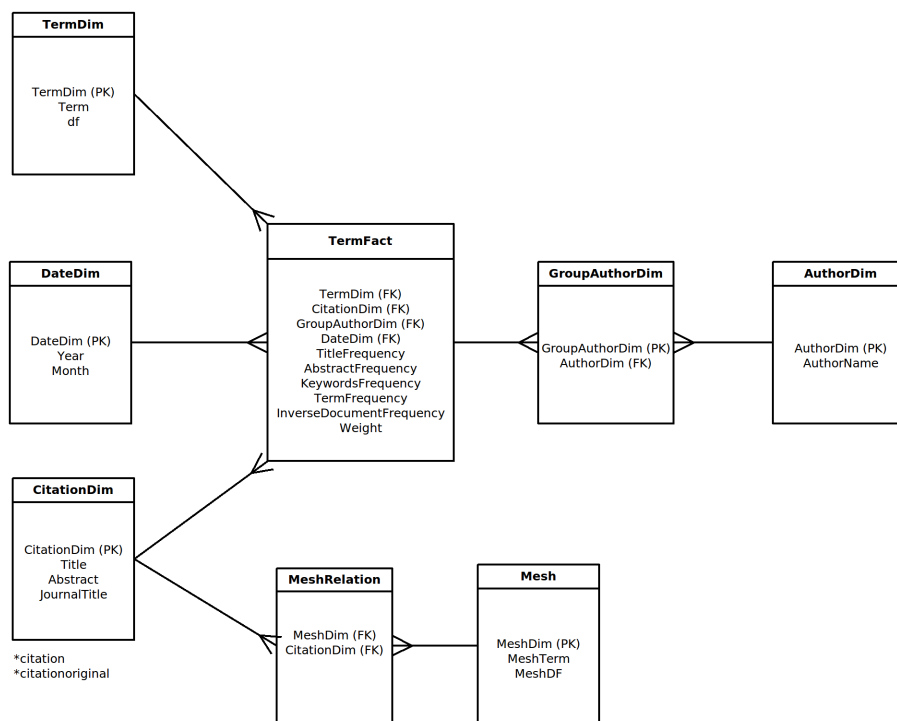 TermDim
TermDim (PK)
Term
df
TermFact
TermDim (FK)
CitationDim (FK)
GroupAuthorDim (FK)
DateDim (FK)
TitleFrequency
AbstractFrequency
KeywordsFrequency
TermFrequency
InverseDocumentFrequency
Weight
DateDim
DateDim (PK)
Year
Month
GroupAuthorDim
GroupAuthorDim (PK)
AuthorDim (FK)
AuthorDim
AuthorDim (PK)
AuthorName
CitationDim
CitationDim (PK)
Title
Abstract
JournalTitle
*citation
*citationoriginal
MeshRelation
MeshDim (FK)
CitationDim (FK)
Mesh
MeshDim (PK)
MeshTerm
MeshDF